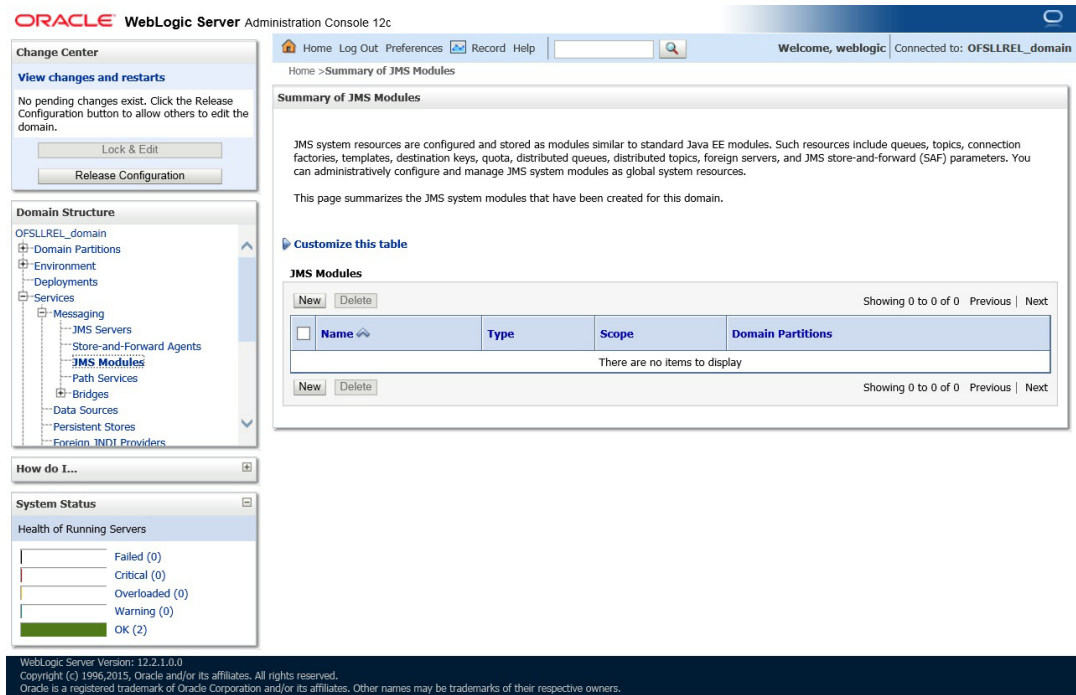 ORACLE WebLogic Server Administration Console 12c
Change Center
View changes and restarts
No pending changes exist. Click the Release
Configuration button to allow others to edit the
domain.
Lock & Edit
Release Configuration
Domain Structure
OFSLLREL_domain
Domain Partitions
Environment
Deployments
Services
Messaging
JMS Servers
Store-and-Forward Agents
JMS Modules
Path Services
Bridges
Data Sources
Persistent Stores
Foreign JNDI Providers
How do I...
System Status
Health of Running Servers
Failed (0)
Critical (0)
Overloaded (0)
Warning (0)
OK (2)
Home Log Out Preferences Record Help
Welcome, weblogic Connected to: OFSLLREL_domain
Home >Summary of JMS Modules
Summary of JMS Modules
JMS system resources are configured and stored as modules similar to standard Java EE modules. Such resources include queues, topics, connection
factories, templates, destination keys, quota, distributed queues, distributed topics, foreign servers, and JMS store-and-forward (SAF) parameters. You
can administratively configure and manage JMS system modules as global system resources.
This page summarizes the JMS system modules that have been created for this domain.
Customize this table
JMS Modules
New Delete Showing 0 to 0 of 0 Previous | Next
Name Type Scope Domain Partitions
There are no items to display
New Delete Showing 0 to 0 of 0 Previous | Next
WebLogic Server Version: 12.2.1.0.0
Copyright (c) 1996,2015, Oracle and/or its affiliates. All rights reserved.
Oracle is a registered trademark of Oracle Corporation and/or its affiliates. Other names may be trademarks of their respective owners.